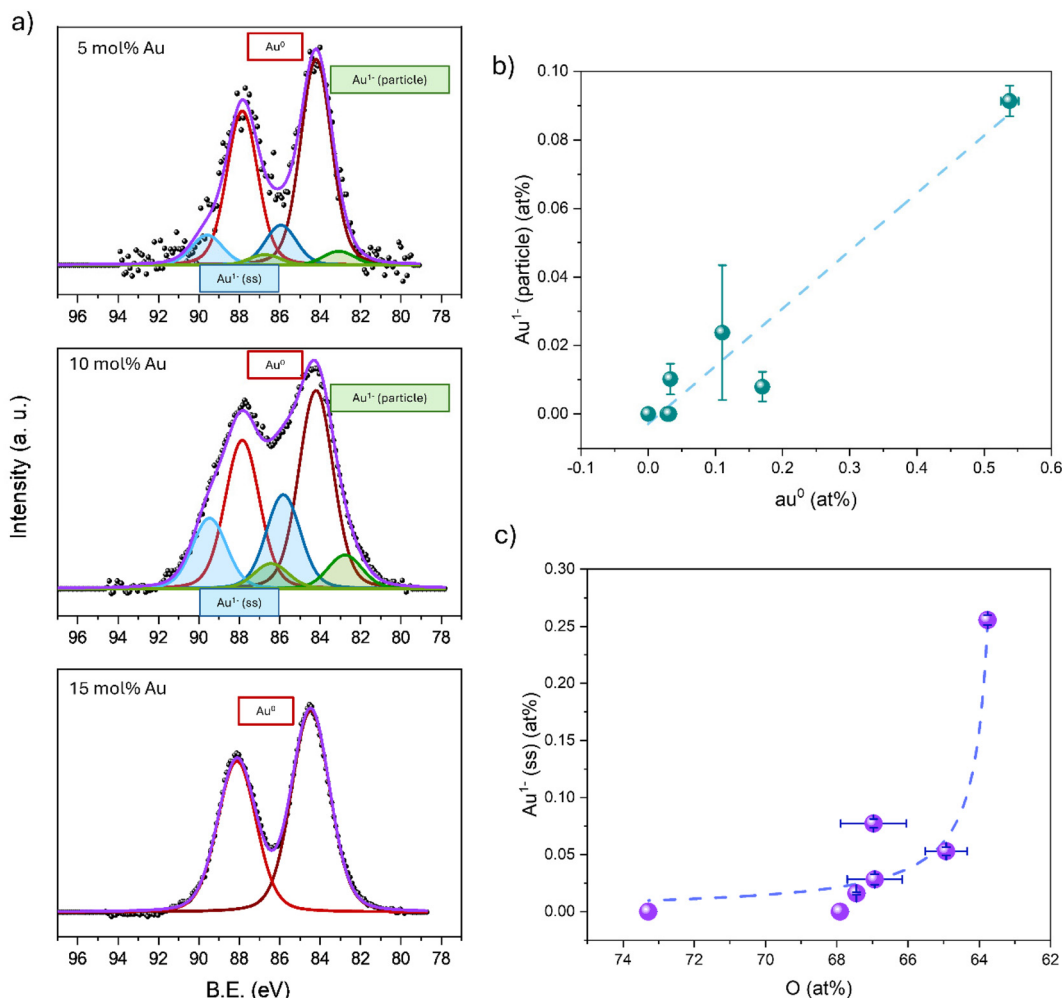 a)
5 mol% Au
Au⁰
Au¹⁻ (particle)
Au¹⁻ (ss)
96 94 92 90 88 86 84 82 80 78
10 mol% Au
Au⁰
Au¹⁻ (particle)
Au¹⁻ (ss)
96 94 92 90 88 86 84 82 80 78
15 mol% Au
Au⁰
96 94 92 90 88 86 84 82 80 78
Intensity (a. u.)
B.E. (eV)
b)
0.10
0.08
0.06
0.04
0.02
0.00
-0.1 0.0 0.1 0.2 0.3 0.4 0.5 0.6
Au¹⁻ (particle) (at%)
au⁰ (at%)
c)
0.30
0.25
0.20
0.15
0.10
0.05
0.00
74 72 70 68 66 64 62
Au¹⁻ (ss) (at%)
O (at%)